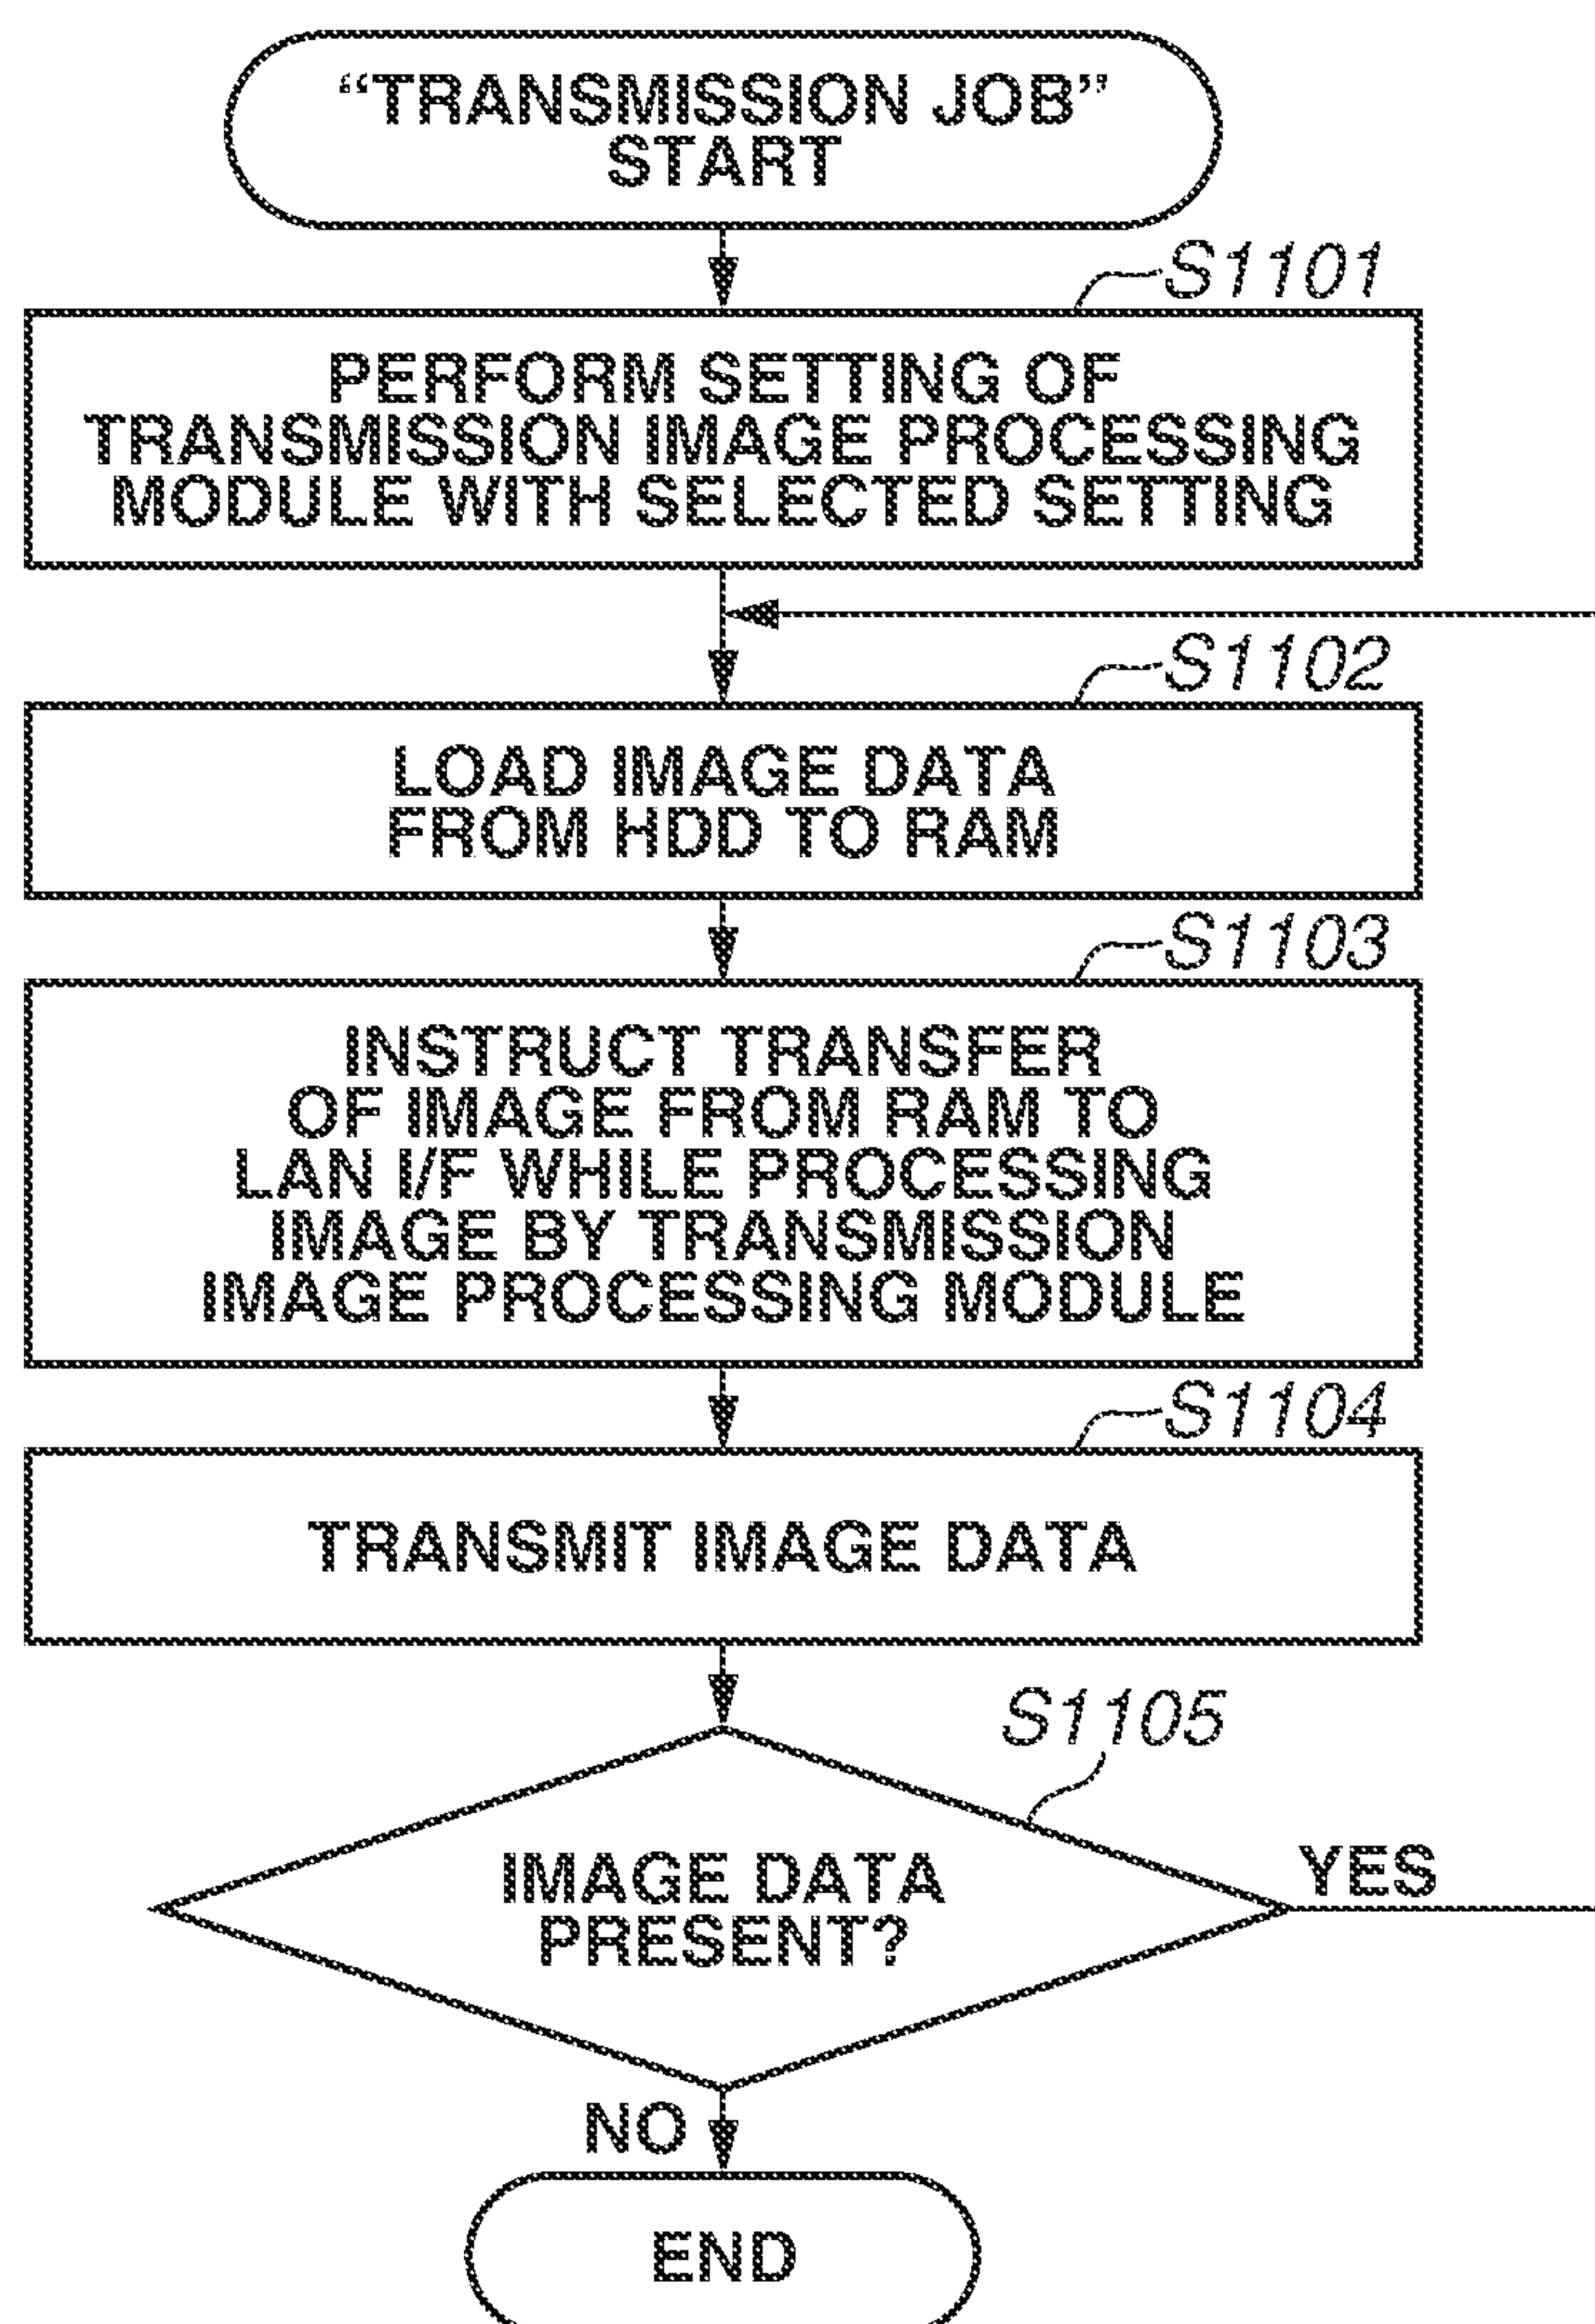 “TRANSMISSION JOB”
START
S1101
PERFORM SETTING OF
TRANSMISSION IMAGE PROCESSING
MODULE WITH SELECTED SETTING
S1102
LOAD IMAGE DATA
FROM HDD TO RAM
S1103
INSTRUCT TRANSFER
OF IMAGE FROM RAM TO
LAN I/F WHILE PROCESSING
IMAGE BY TRANSMISSION
IMAGE PROCESSING MODULE
S1104
TRANSMIT IMAGE DATA
S1105
IMAGE DATA
PRESENT?
YES
NO
END